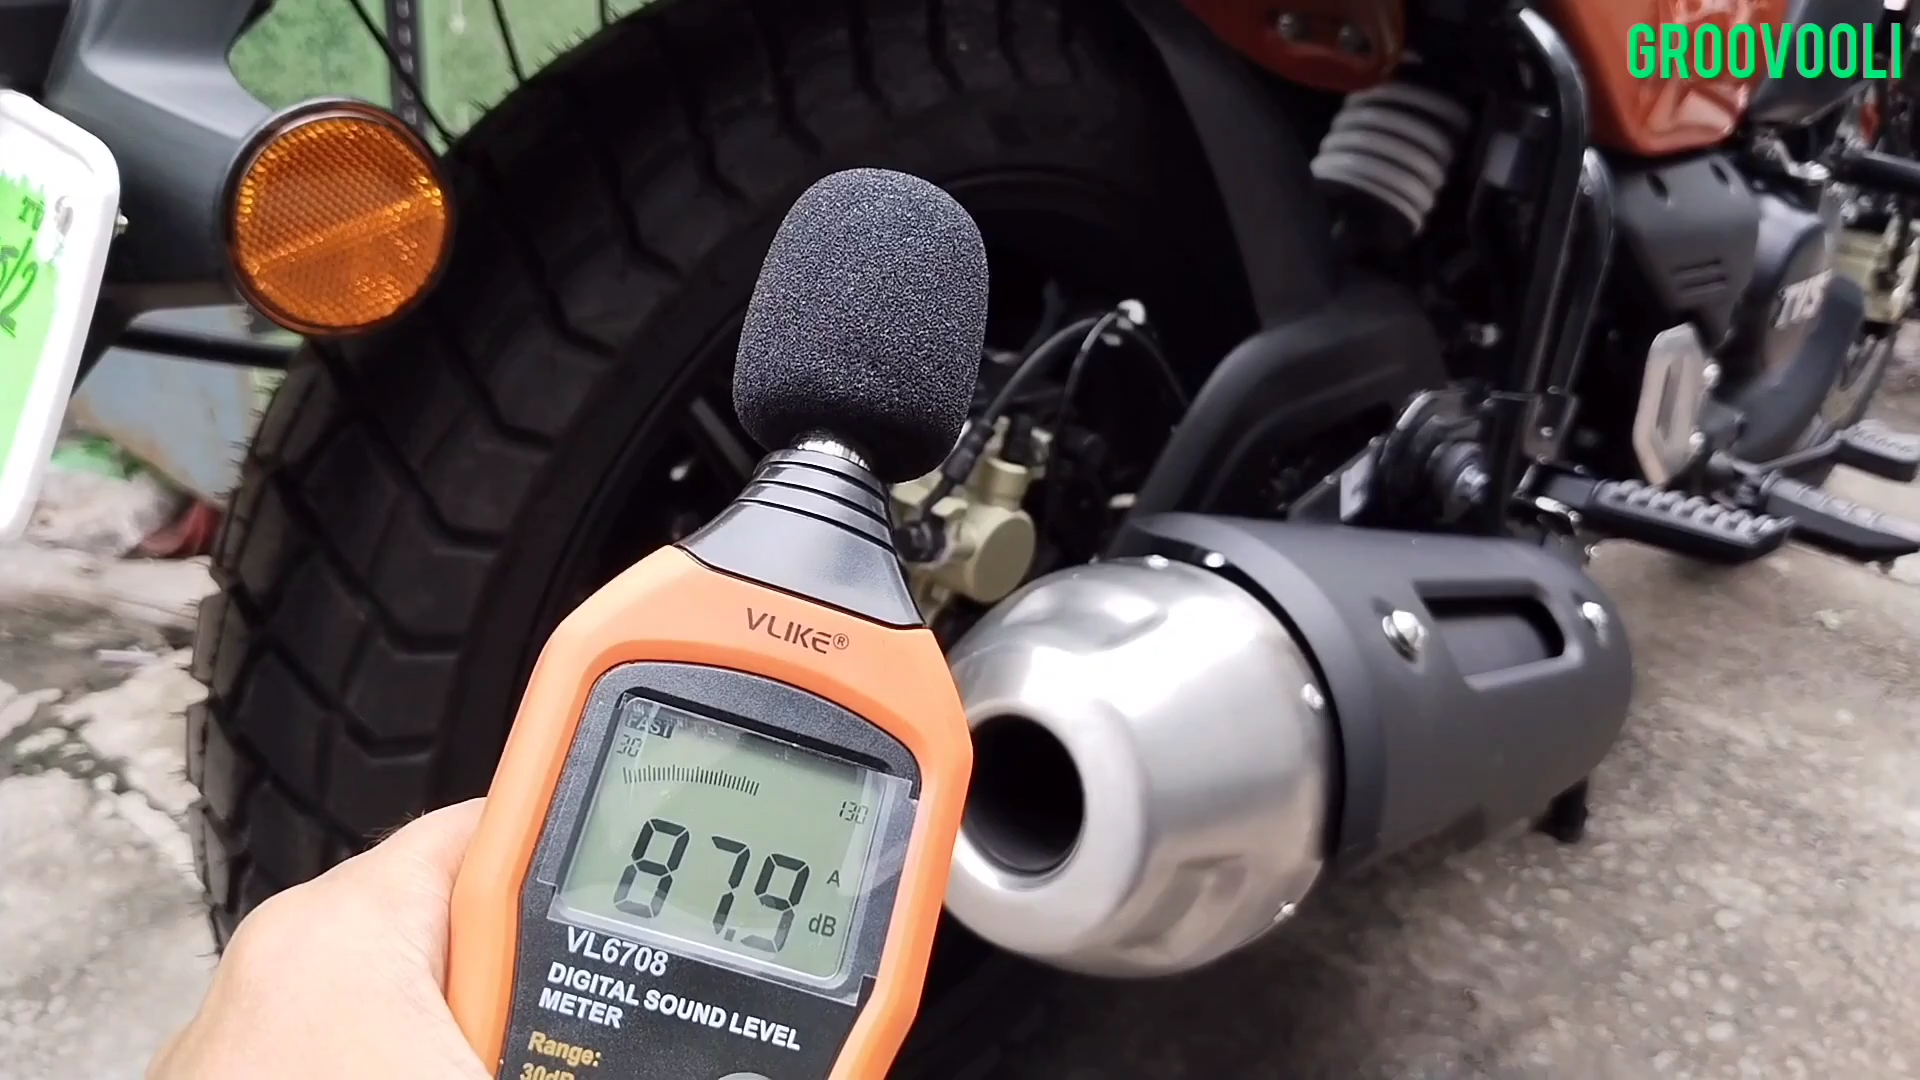 GROOVOOLI
TVS
VLIKE®
FAST
30
130
87.9
A
dB
VL6708
DIGITAL SOUND LEVEL
METER
Range: